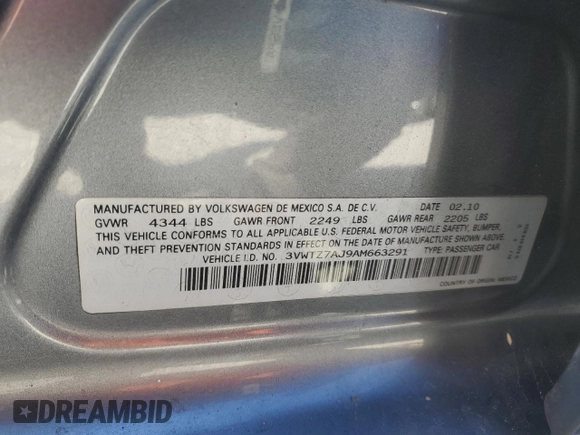 MANUFACTURED BY VOLKSWAGEN DE MEXICO S.A. DE C.V. DATE 02.10
GVWR 4344 LBS GAWR FRONT 2249 LBS GAWR REAR 2205 LBS
THIS VEHICLE CONFORMS TO ALL APPLICABLE U.S. FEDERAL MOTOR VEHICLE SAFETY, BUMPER,
AND THEFT PREVENTION STANDARDS IN EFFECT ON THE DATE OF MANUFACTURE SHOWN ABOVE.
VEHICLE I.D. NO. 3VWTZ7AJ9AM663291 TYPE: PASSENGER CAR
COUNTRY OF ORIGIN: MEXICO
DREAMBID